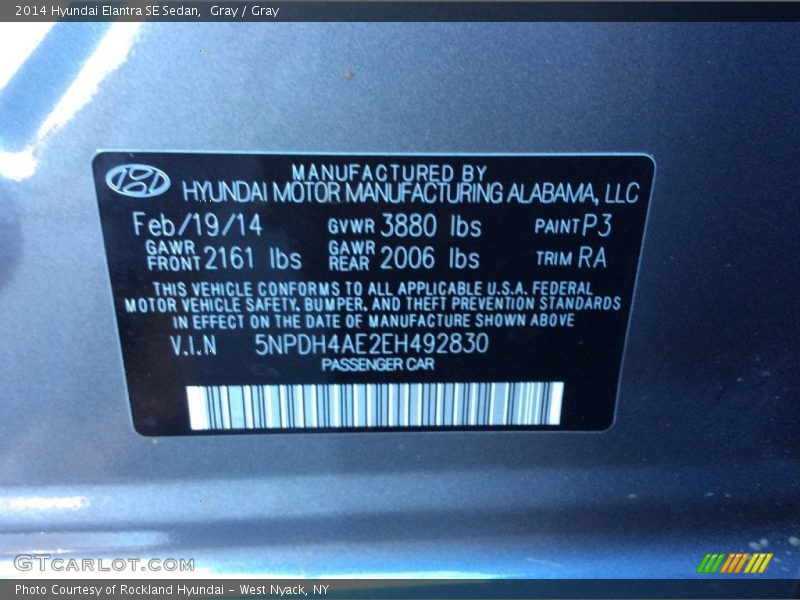 2014 Hyundai Elantra SE Sedan, Gray / Gray
MANUFACTURED BY
HYUNDAI MOTOR MANUFACTURING ALABAMA, LLC
Feb/19/14 GVWR 3880 lbs PAINT P3
GAWR FRONT 2161 lbs GAWR REAR 2006 lbs TRIM RA
THIS VEHICLE CONFORMS TO ALL APPLICABLE U.S.A. FEDERAL
MOTOR VEHICLE SAFETY, BUMPER, AND THEFT PREVENTION STANDARDS
IN EFFECT ON THE DATE OF MANUFACTURE SHOWN ABOVE
V.I.N 5NPDH4AE2EH492830
PASSENGER CAR
GTCARLOT.COM
Photo Courtesy of Rockland Hyundai - West Nyack, NY